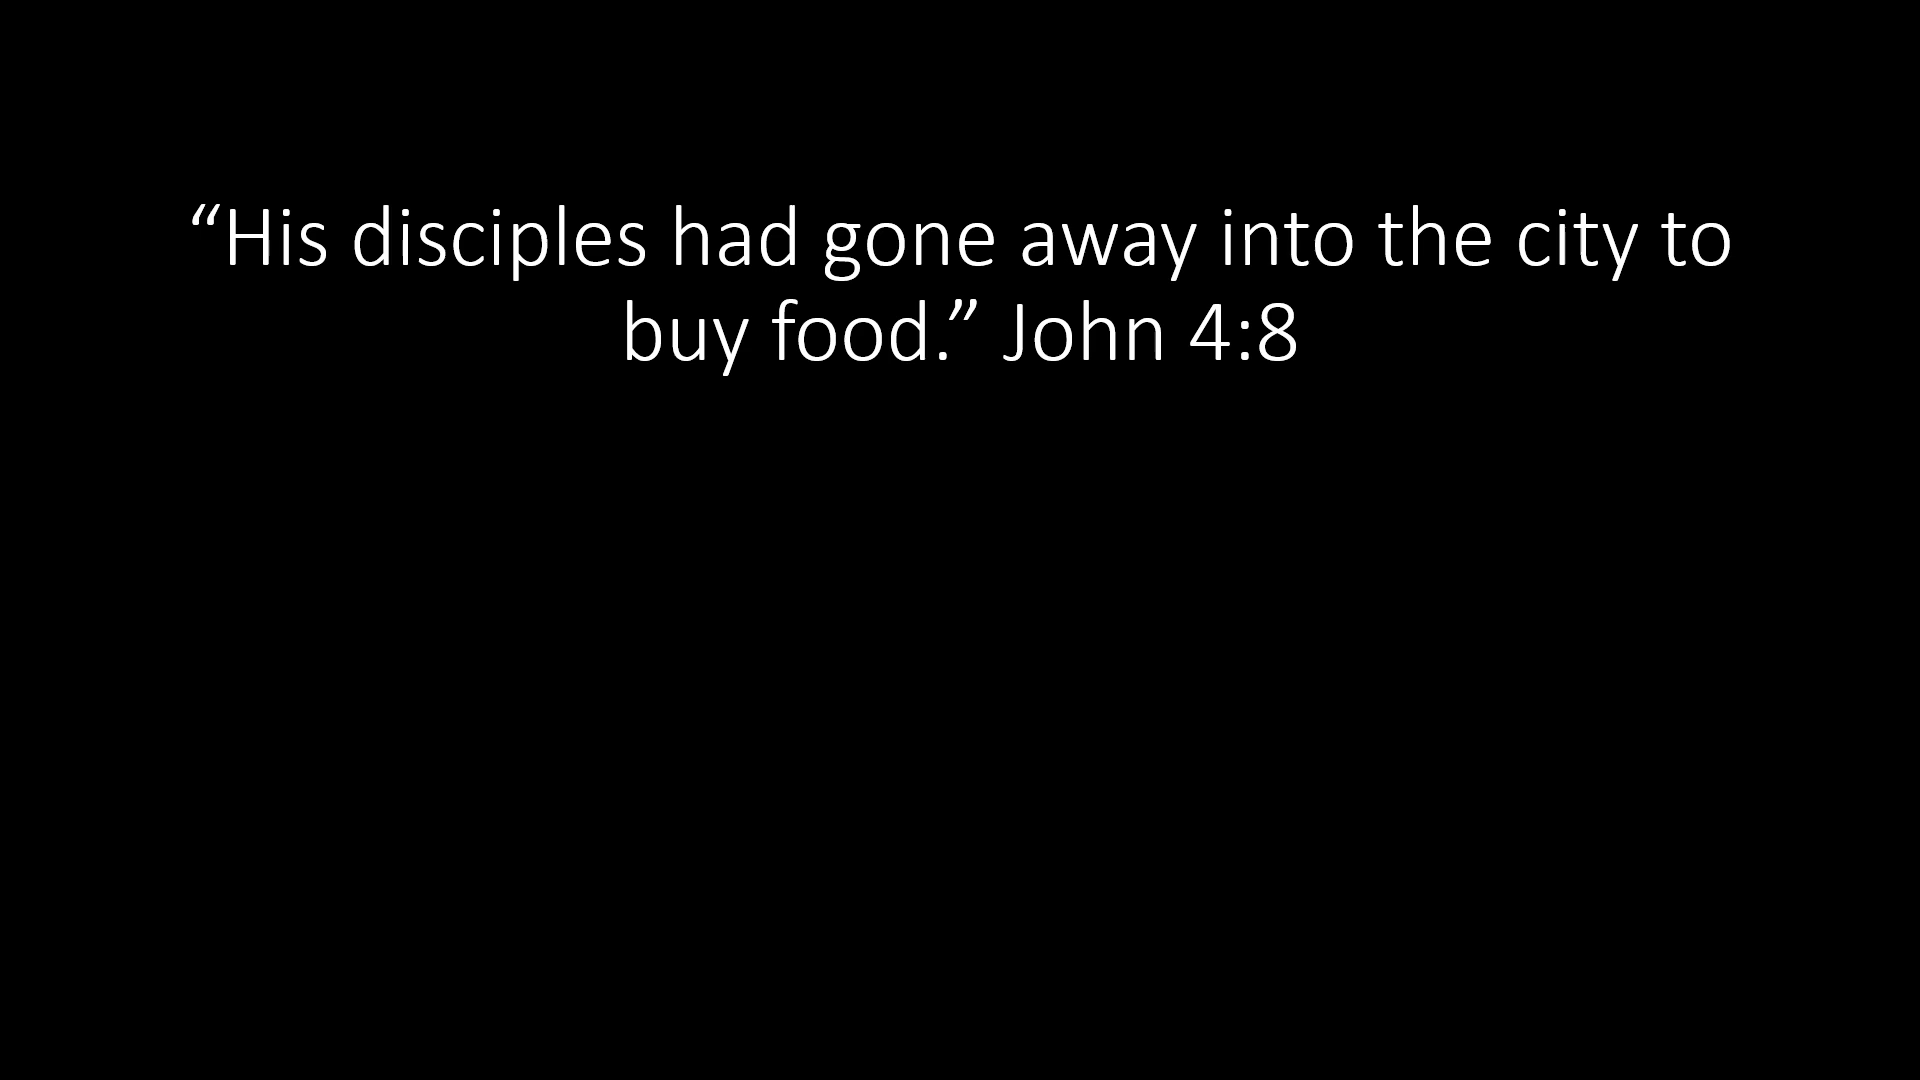 “His disciples had gone away into the city to
buy food.” John 4:8